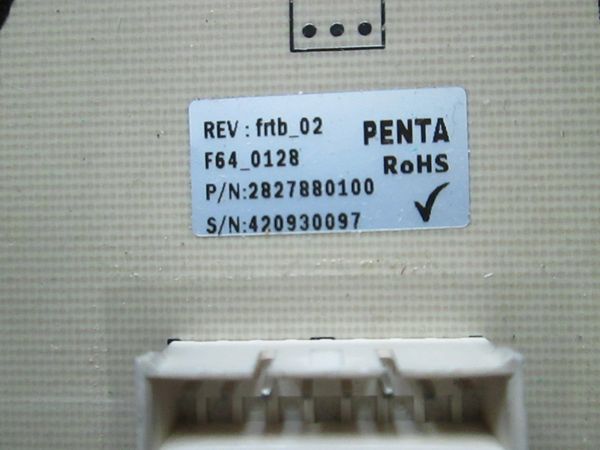 REV : frtb_02
PENTA
F64_0128
RoHS
P/N:2827880100
S/N:420930097